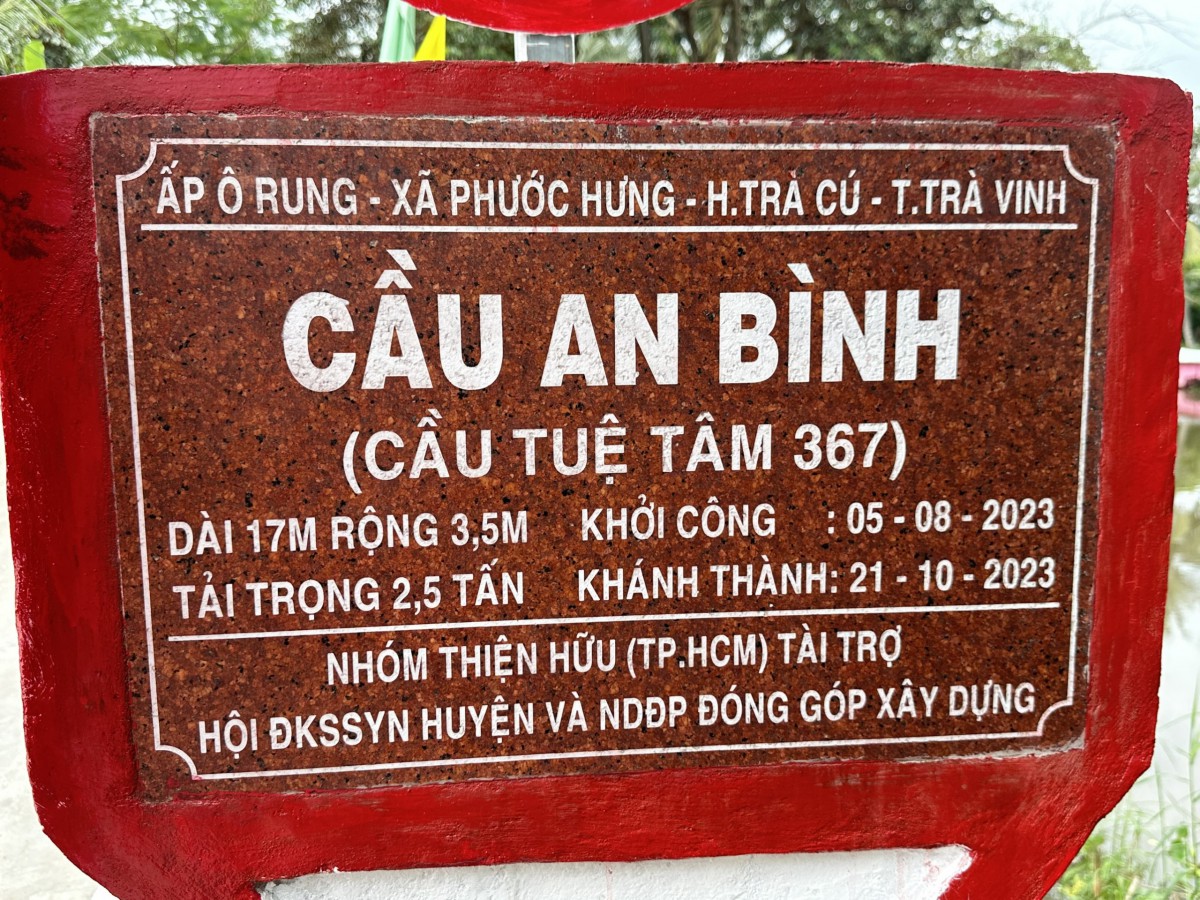 ẤP Ô RUNG - XÃ PHƯỚC HƯNG - H.TRÀ CÚ - T.TRÀ VINH
CẦU AN BÌNH
(CẦU TUỆ TÂM 367)
DÀI 17M RỘNG 3,5M KHỞI CÔNG : 05 - 08 - 2023
TẢI TRỌNG 2,5 TẤN KHÁNH THÀNH: 21 - 10 - 2023
NHÓM THIỆN HỮU (TP.HCM) TÀI TRỢ
HỘI ĐKSSYN HUYỆN VÀ NDĐP ĐÓNG GÓP XÂY DỰNG